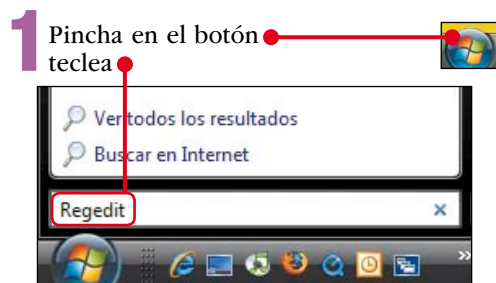 1
Pincha en el botón
teclea
Ver todos los resultados
Buscar en Internet
Regedit